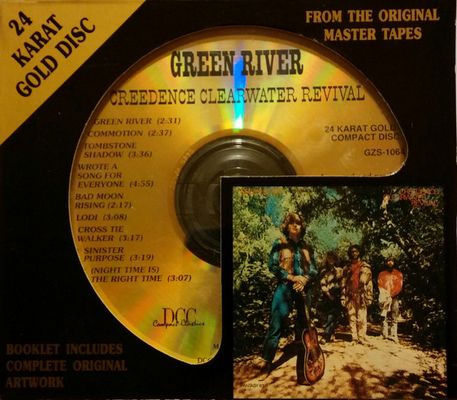 24
KARAT
GOLD DISC
FROM THE ORIGINAL
MASTER TAPES
GREEN RIVER
CREEDENCE CLEARWATER REVIVAL
GREEN RIVER (2:31)
COMMOTION (2:37)
TOMBSTONE
SHADOW (3:36)
WROTE A
SONG FOR
EVERYONE (4:55)
BAD MOON
RISING (2:17)
LODI (3:08)
CROSS TIE
WALKER (3:17)
SINISTER
PURPOSE (3:19)
(NIGHT TIME IS)
THE RIGHT TIME (3:07)
24 KARAT GOLD
COMPACT DISC
GZS-1064
DCC
Compact Classics
BOOKLET INCLUDES
COMPLETE ORIGINAL
ARTWORK